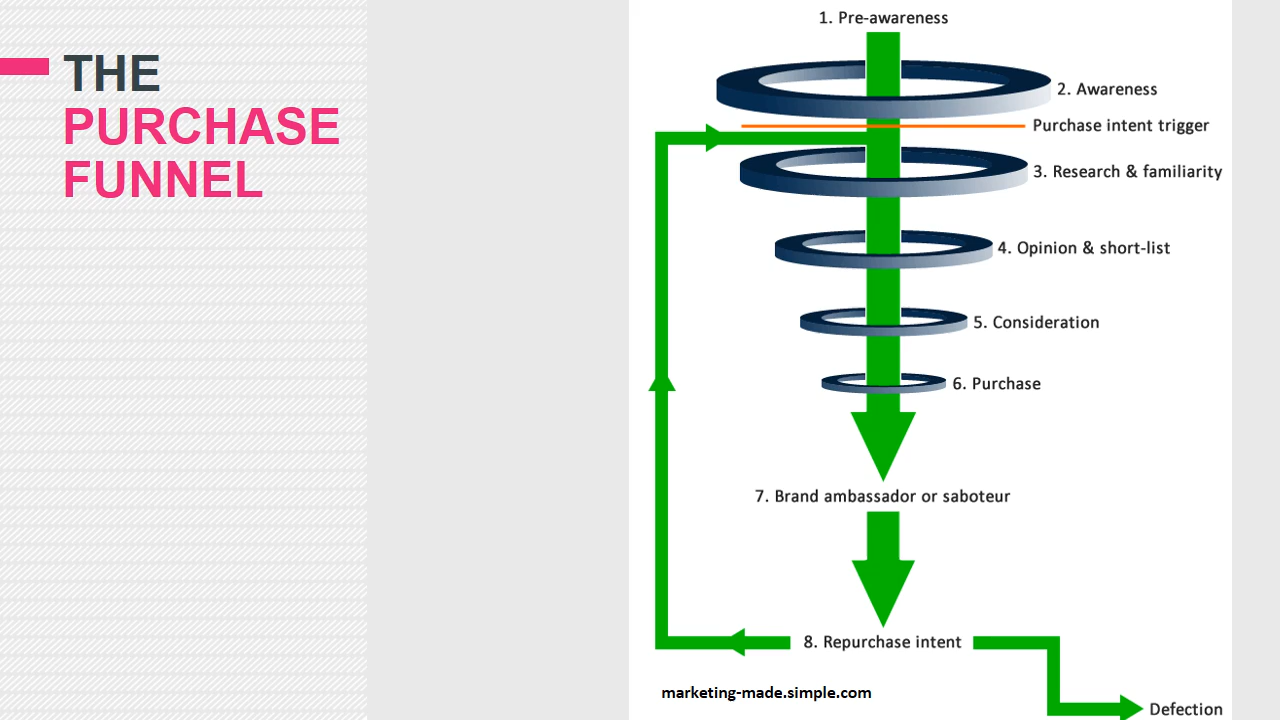 THE
PURCHASE
FUNNEL
1. Pre-awareness
2. Awareness
Purchase intent trigger
3. Research & familiarity
4. Opinion & short-list
5. Consideration
6. Purchase
7. Brand ambassador or saboteur
8. Repurchase intent
marketing-made.simple.com
Defection